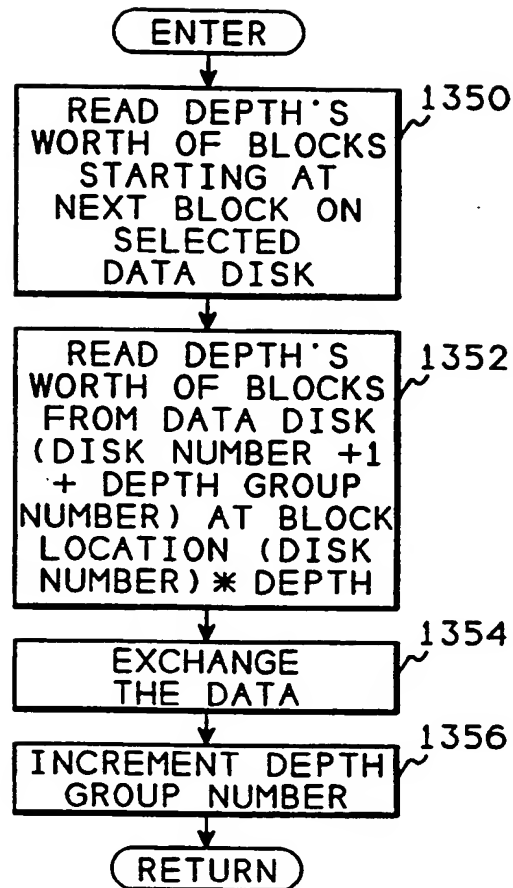 ENTER
READ DEPTH'S
WORTH OF BLOCKS
STARTING AT
NEXT BLOCK ON
SELECTED
DATA DISK
1350
READ DEPTH'S
WORTH OF BLOCKS
FROM DATA DISK
(DISK NUMBER +1
+ DEPTH GROUP
NUMBER) AT BLOCK
LOCATION (DISK
NUMBER) * DEPTH
1352
EXCHANGE
THE DATA
1354
INCREMENT DEPTH
GROUP NUMBER
1356
RETURN